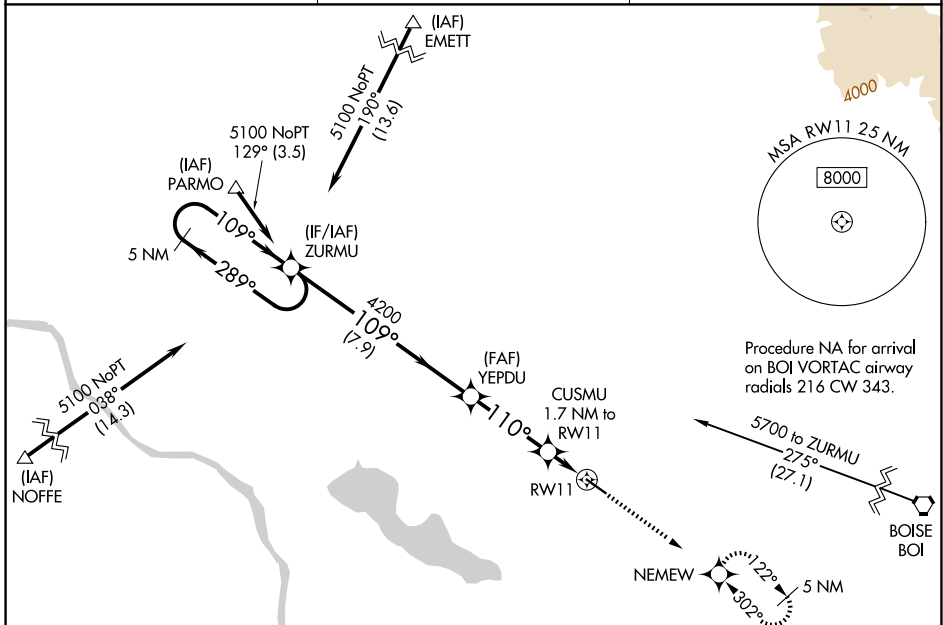 (IAF)
EMETT
5100 NoPT
190°
(13.6)
4000
5100 NoPT
129° (3.5)
(IAF)
PARMO
MSA RW11 25 NM
8000
109°
5 NM
289°
(IF/IAF)
ZURMU
4200
109°
(7.9)
(FAF)
YEPDU
Procedure NA for arrival
on BOI VORTAC airway
radials 216 CW 343.
5100 NoPT
038°
(14.3)
(IAF)
NOFFE
110°
CUSMU
1.7 NM to
RW11
RW11
5700 to ZURMU
275°
(27.1)
BOISE
BOI
NEMEW
122°
5 NM
302°